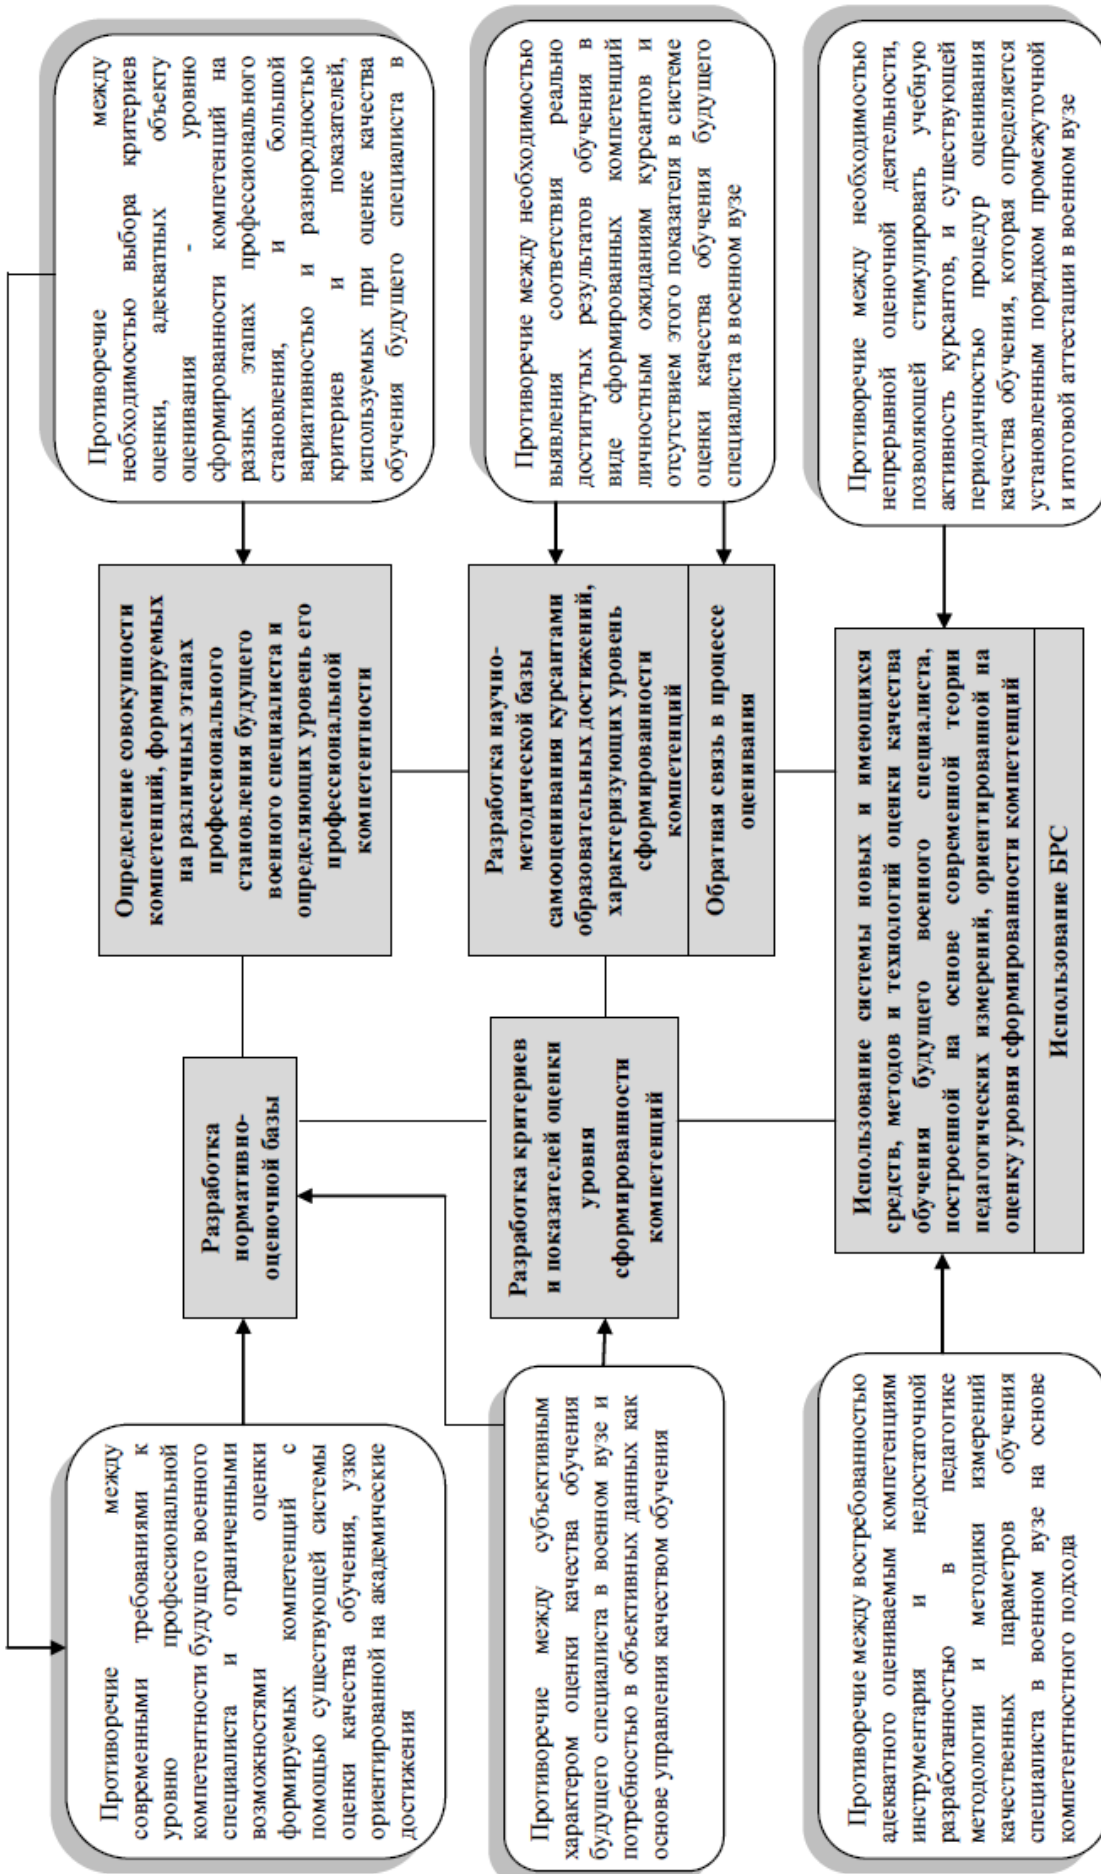 Противоречие между
современными требованиями к
уровню профессиональной
компетентности будущего военного
специалиста и ограниченными
возможностями оценки
формируемых компетенций с
помощью существующей системы
оценки качества обучения, узко
ориентированной на академические
достижения
Разработка
нормативно-
оценочной базы
Определение совокупности
компетенций, формируемых
на различных этапах
профессионального
становления будущего
военного специалиста и
определяющих уровень его
профессиональной
компетентности
Противоречие между
необходимостью выбора критериев
оценки, адекватных объекту
оценивания - уровню
сформированности компетенций на
разных этапах профессионального
становления, и большой
вариативностью и разнородностью
критериев и показателей,
используемых при оценке качества
обучения будущего специалиста в
Противоречие между субъективным
характером оценки качества обучения
будущего специалиста в военном вузе и
потребностью в объективных данных как
основе управления качеством обучения
Разработка критериев
и показателей оценки
уровня
сформированности
компетенций
Разработка научно-
методической базы
самооценивания курсантами
образовательных достижений,
характеризующих уровень
сформированности
компетенций
Обратная связь в процессе
оценивания
Противоречие между необходимостью
выявления соответствия реально
достигнутых результатов обучения в
виде сформированных компетенций
личностным ожиданиям курсантов и
отсутствием этого показателя в системе
оценки качества обучения будущего
специалиста в военном вузе
Противоречие между востребованностью
адекватного оцениваемым компетенциям
инструментария и недостаточной
разработанностью в педагогике
методологии и методики измерений
качественных параметров обучения
специалиста в военном вузе на основе
компетентностного подхода
Использование системы новых и имеющихся
средств, методов и технологий оценки качества
обучения будущего военного специалиста,
построенной на основе современной теории
педагогических измерений, ориентированной на
оценку уровня сформированности компетенций
Использование БРС
Противоречие между необходимостью
непрерывной оценочной деятельности,
позволяющей стимулировать учебную
активность курсантов, и существующей
периодичностью процедур оценивания
качества обучения, которая определяется
установленным порядком промежуточной
и итоговой аттестации в военном вузе